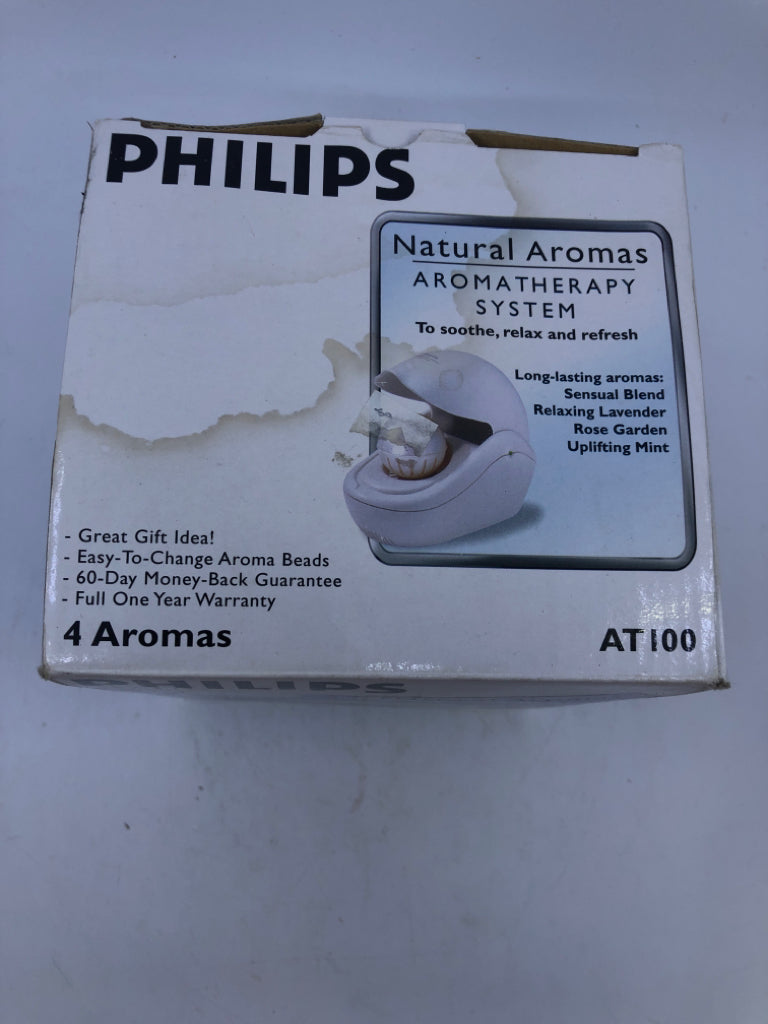 PHILIPS
Natural Aromas
AROMATHERAPY
SYSTEM
To soothe, relax and refresh
Long-lasting aromas:
Sensual Blend
Relaxing Lavender
Rose Garden
Uplifting Mint
- Great Gift Idea!
- Easy-To-Change Aroma Beads
- 60-Day Money-Back Guarantee
- Full One Year Warranty
4 Aromas
AT100
PHILIPS